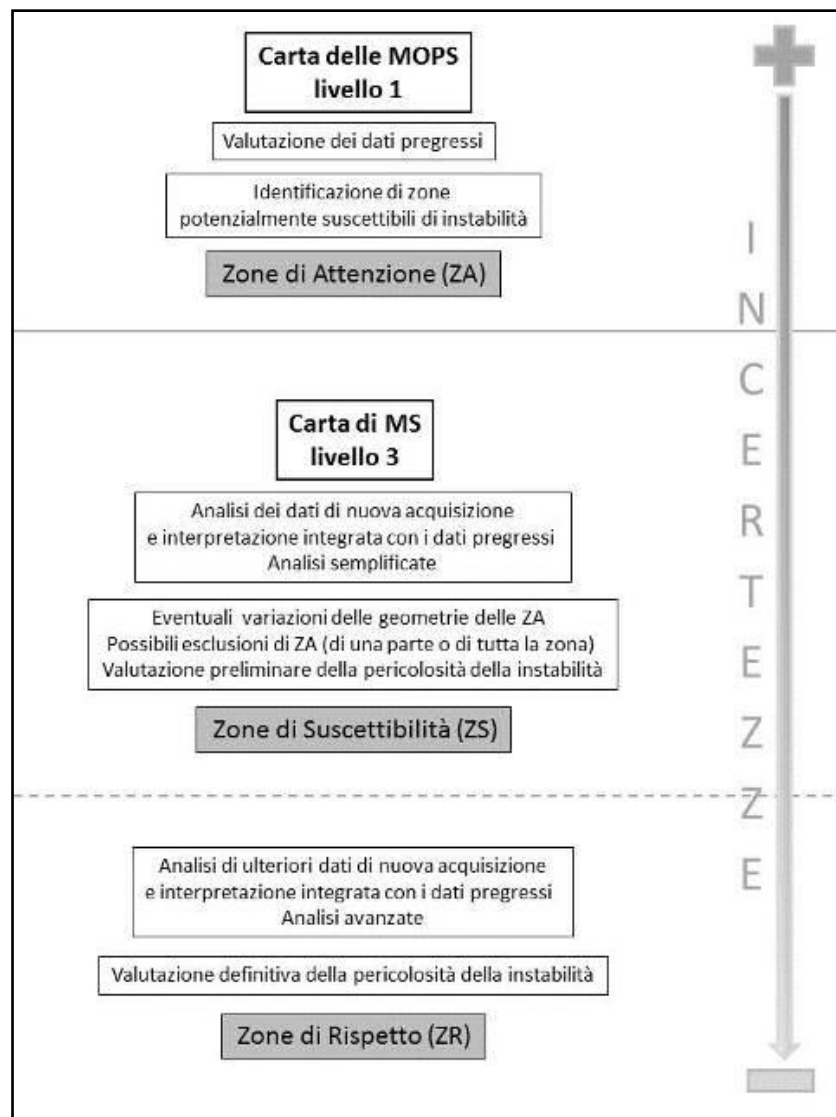 Carta delle MOPS
livello 1
Valutazione dei dati pregressi
Identificazione di zone
potenzialmente suscettibili di instabilità
Zone di Attenzione (ZA)
Carta di MS
livello 3
Analisi dei dati di nuova acquisizione
e interpretazione integrata con i dati pregressi
Analisi semplificate
Eventuali variazioni delle geometrie delle ZA
Possibili esclusioni di ZA (di una parte o di tutta la zona)
Valutazione preliminare della pericolosità della instabilità
Zone di Suscettibilità (ZS)
Analisi di ulteriori dati di nuova acquisizione
e interpretazione integrata con i dati pregressi
Analisi avanzate
Valutazione definitiva della pericolosità della instabilità
Zone di Rispetto (ZR)
INCERTEZZE